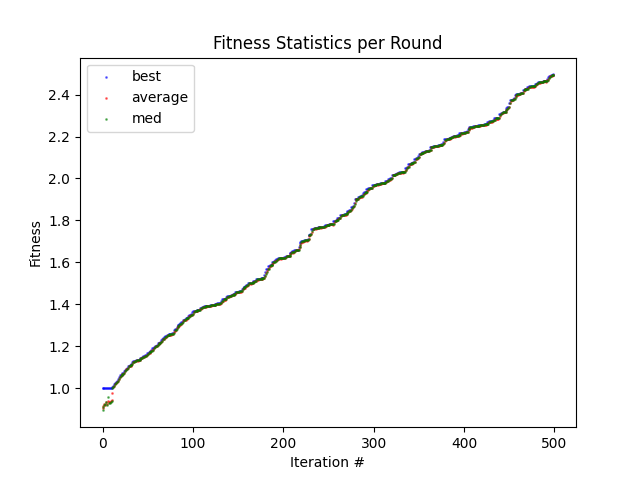 Fitness Statistics per Round
best
average
med
Fitness
2.4
2.2
2.0
1.8
1.6
1.4
1.2
1.0
0 100 200 300 400 500
Iteration #